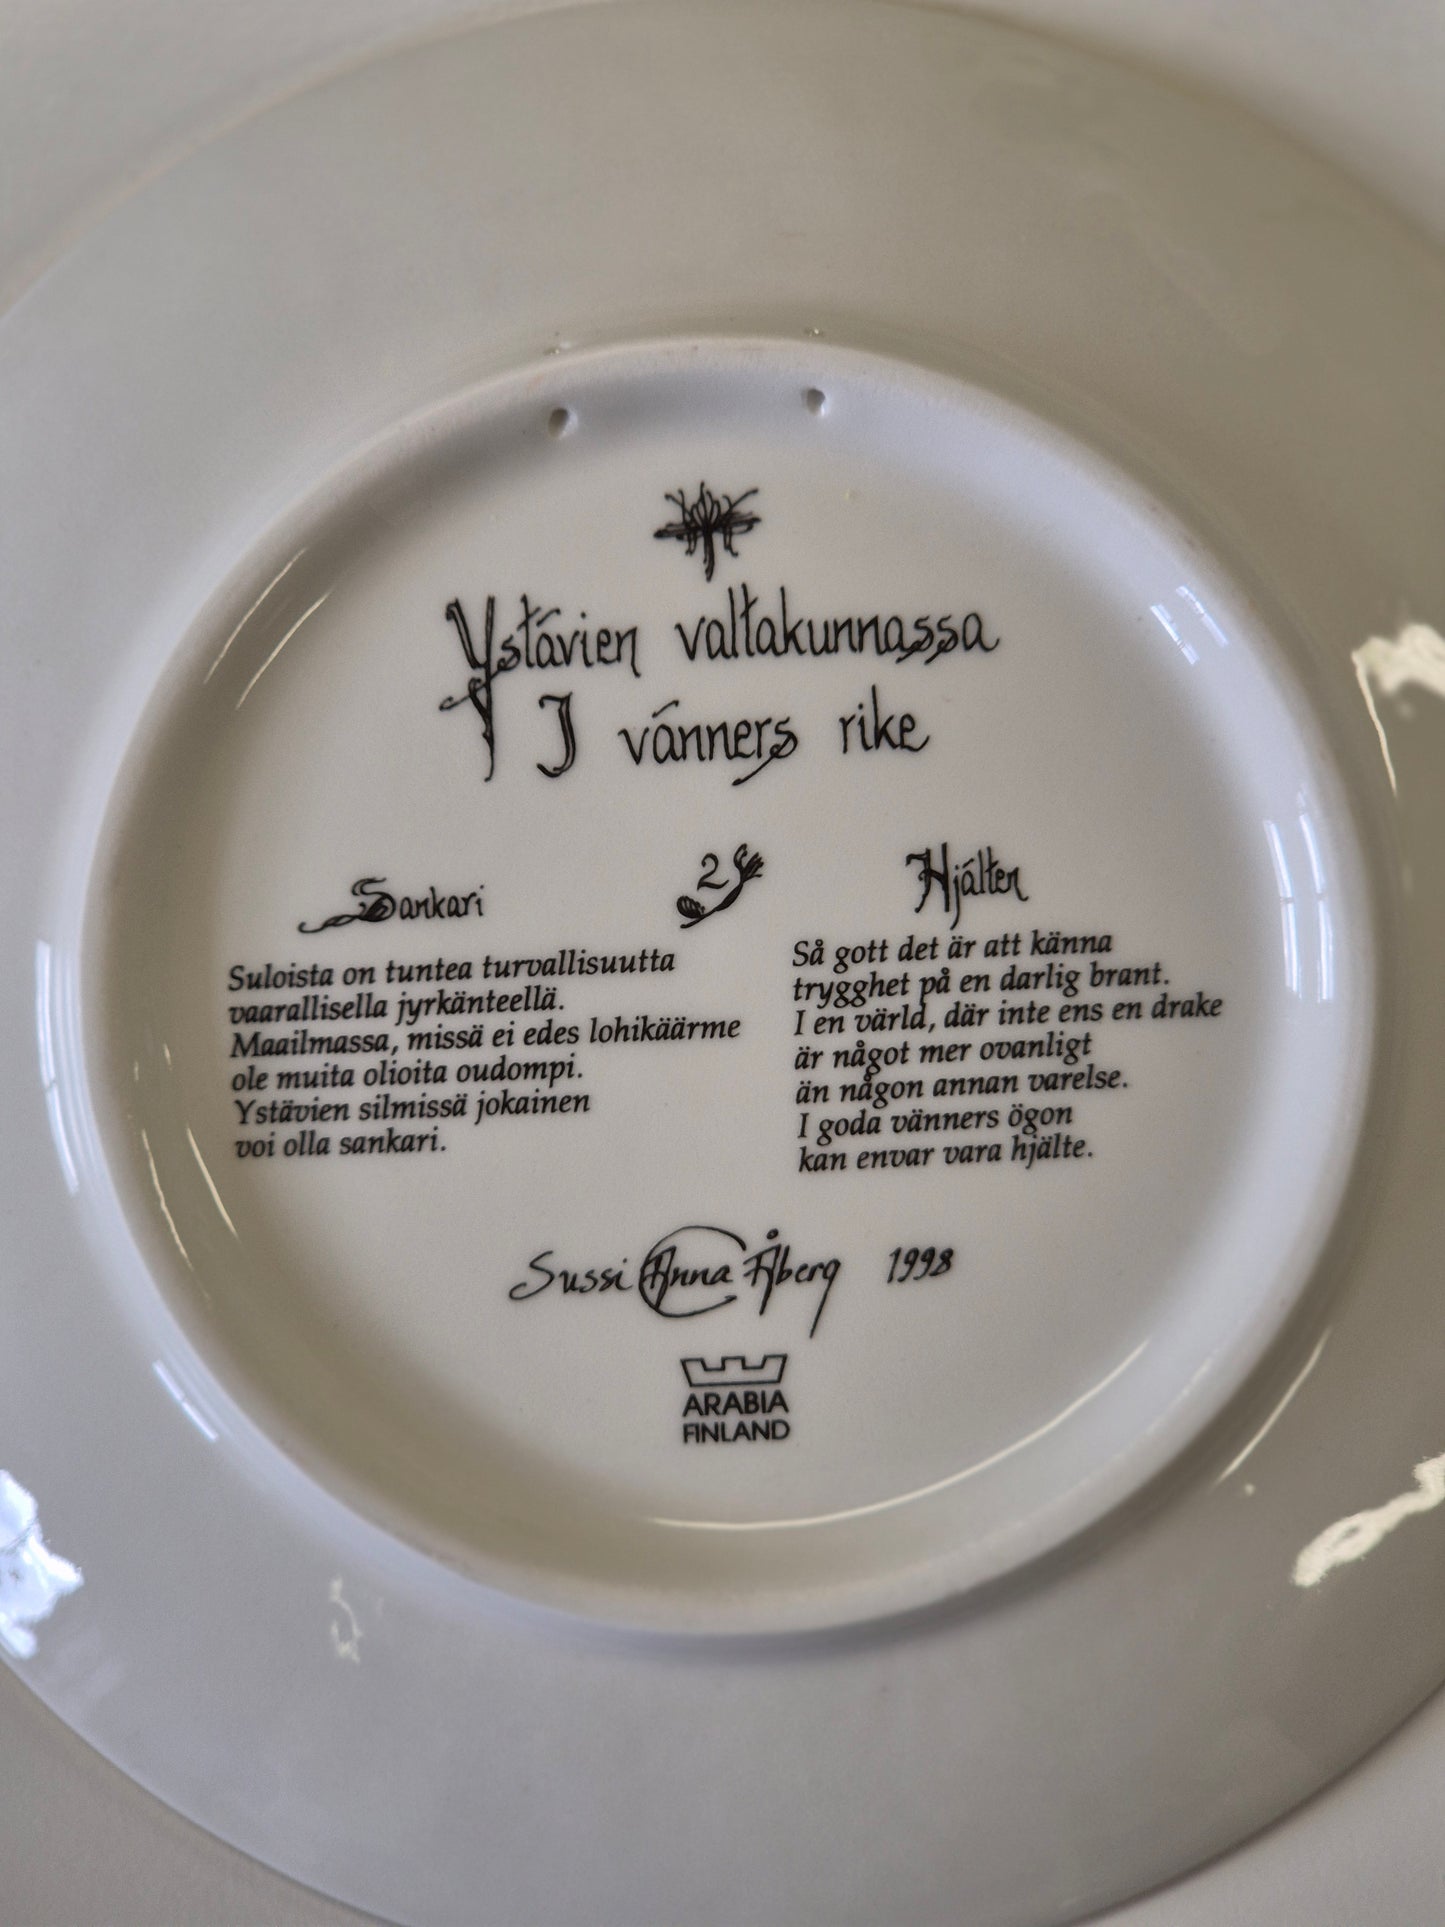 Ystävien valtakunnassa
I vänners rike
2
Sankari
Suloista on tuntea turvallisuutta
vaarallisella jyrkänteellä.
Maailmassa, missä ei edes lohikäärme
ole muita olioita oudompi.
Ystävien silmissä jokainen
voi olla sankari.
Hjälten
Så gott det är att känna
trygghet på en darlig brant.
I en värld, där inte ens en drake
är något mer ovanligt
än någon annan varelse.
I goda vänners ögon
kan envar vara hjälte.
Sussi Anna Åberg 1998
ARABIA
FINLAND